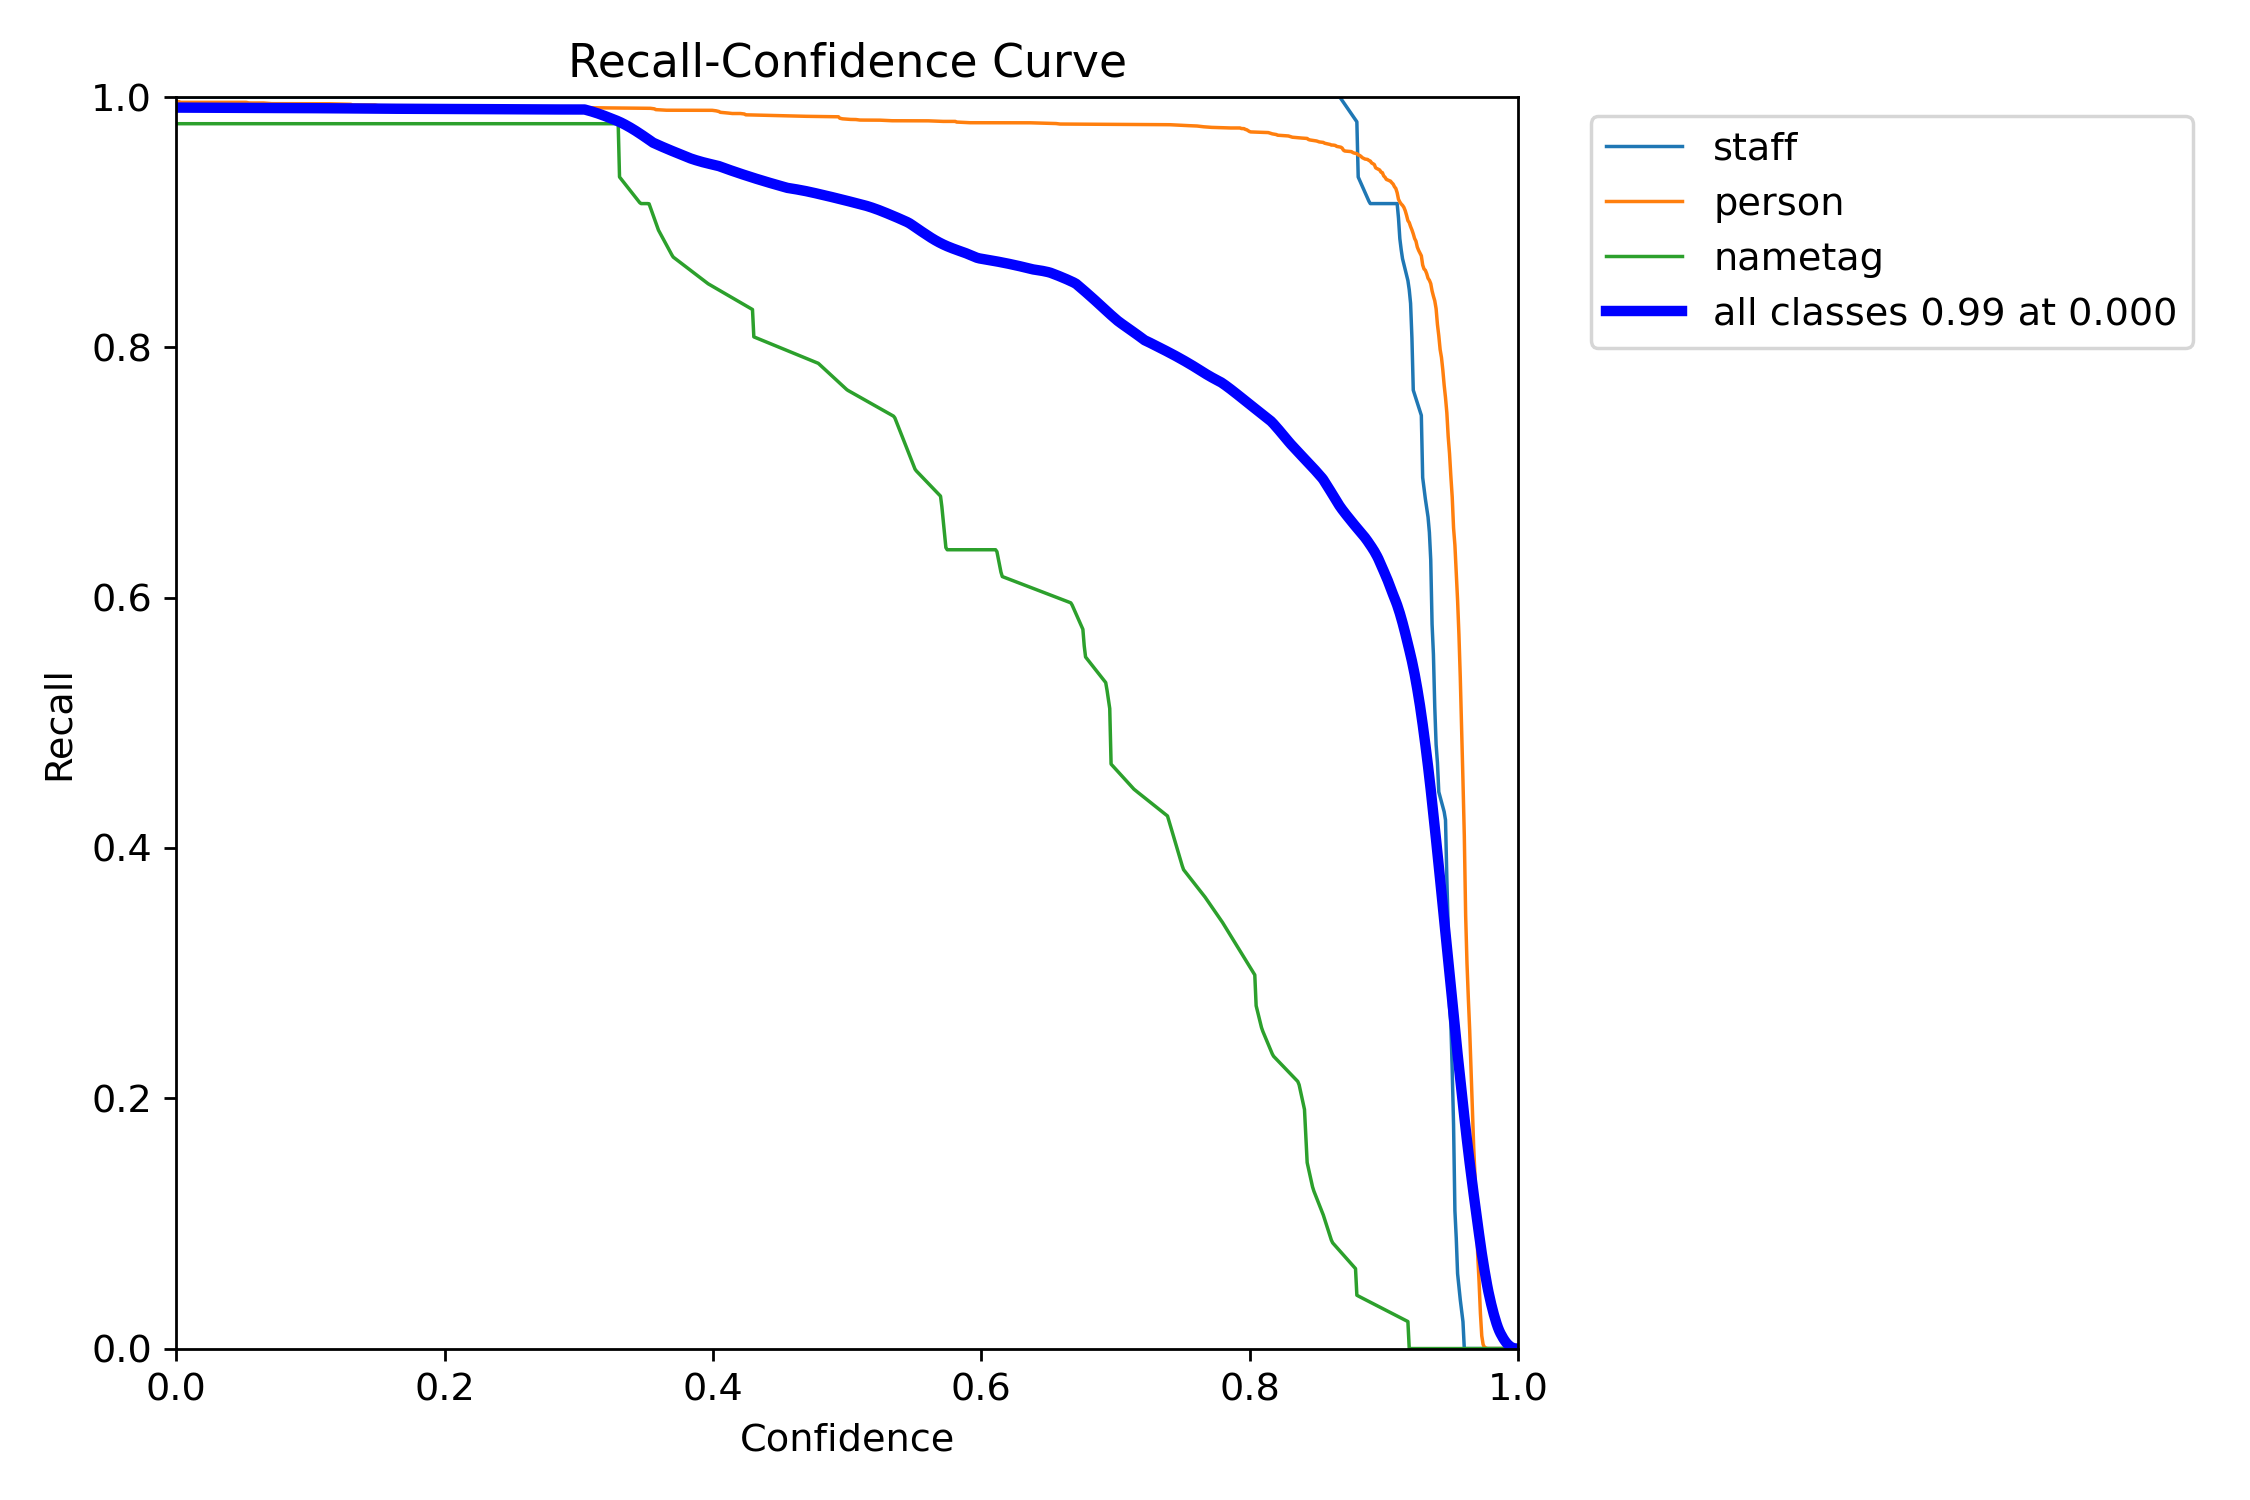 Recall-Confidence Curve
1.0
0.8
0.6
0.4
0.2
0.0
Recall
0.0 0.2 0.4 0.6 0.8 1.0
Confidence
staff
person
nametag
all classes 0.99 at 0.000